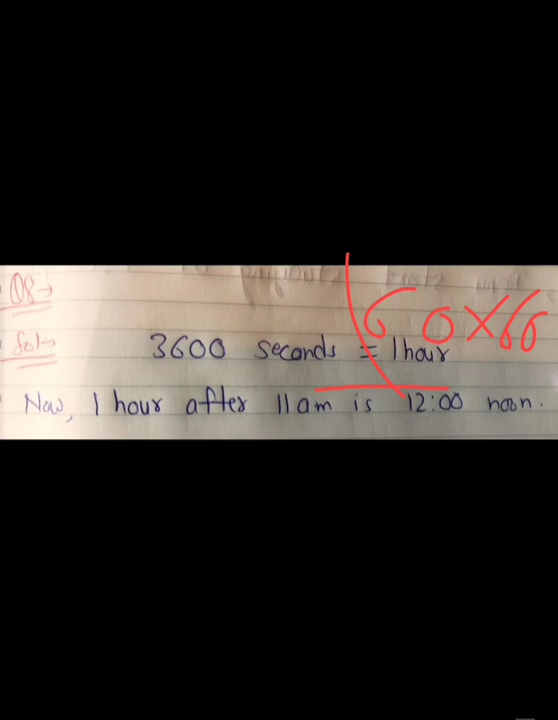 Q8→
Sol→
3600 seconds = 1 hour
60×60
Now, 1 hour after 11 am is 12:00 noon.